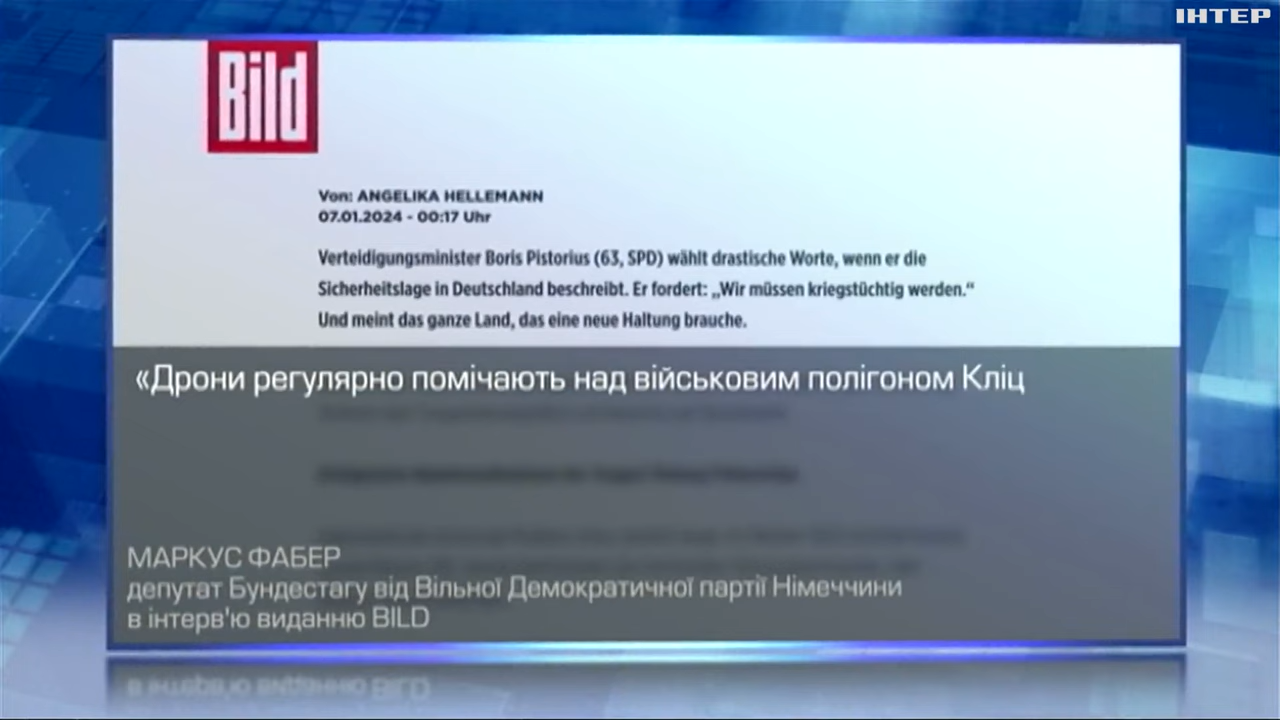 ІНТЕР
Bild
Von: ANGELIKA HELLEMANN
07.01.2024 - 00:17 Uhr
Verteidigungsminister Boris Pistorius (63, SPD) wählt drastische Worte, wenn er die
Sicherheitslage in Deutschland beschreibt. Er fordert: „Wir müssen kriegstüchtig werden.“
Und meint das ganze Land, das eine neue Haltung brauche.
«Дрони регулярно помічають над військовим полігоном Кліц
МАРКУС ФАБЕР
депутат Бундестагу від Вільної Демократичної партії Німеччини
в інтерв'ю виданню BILD